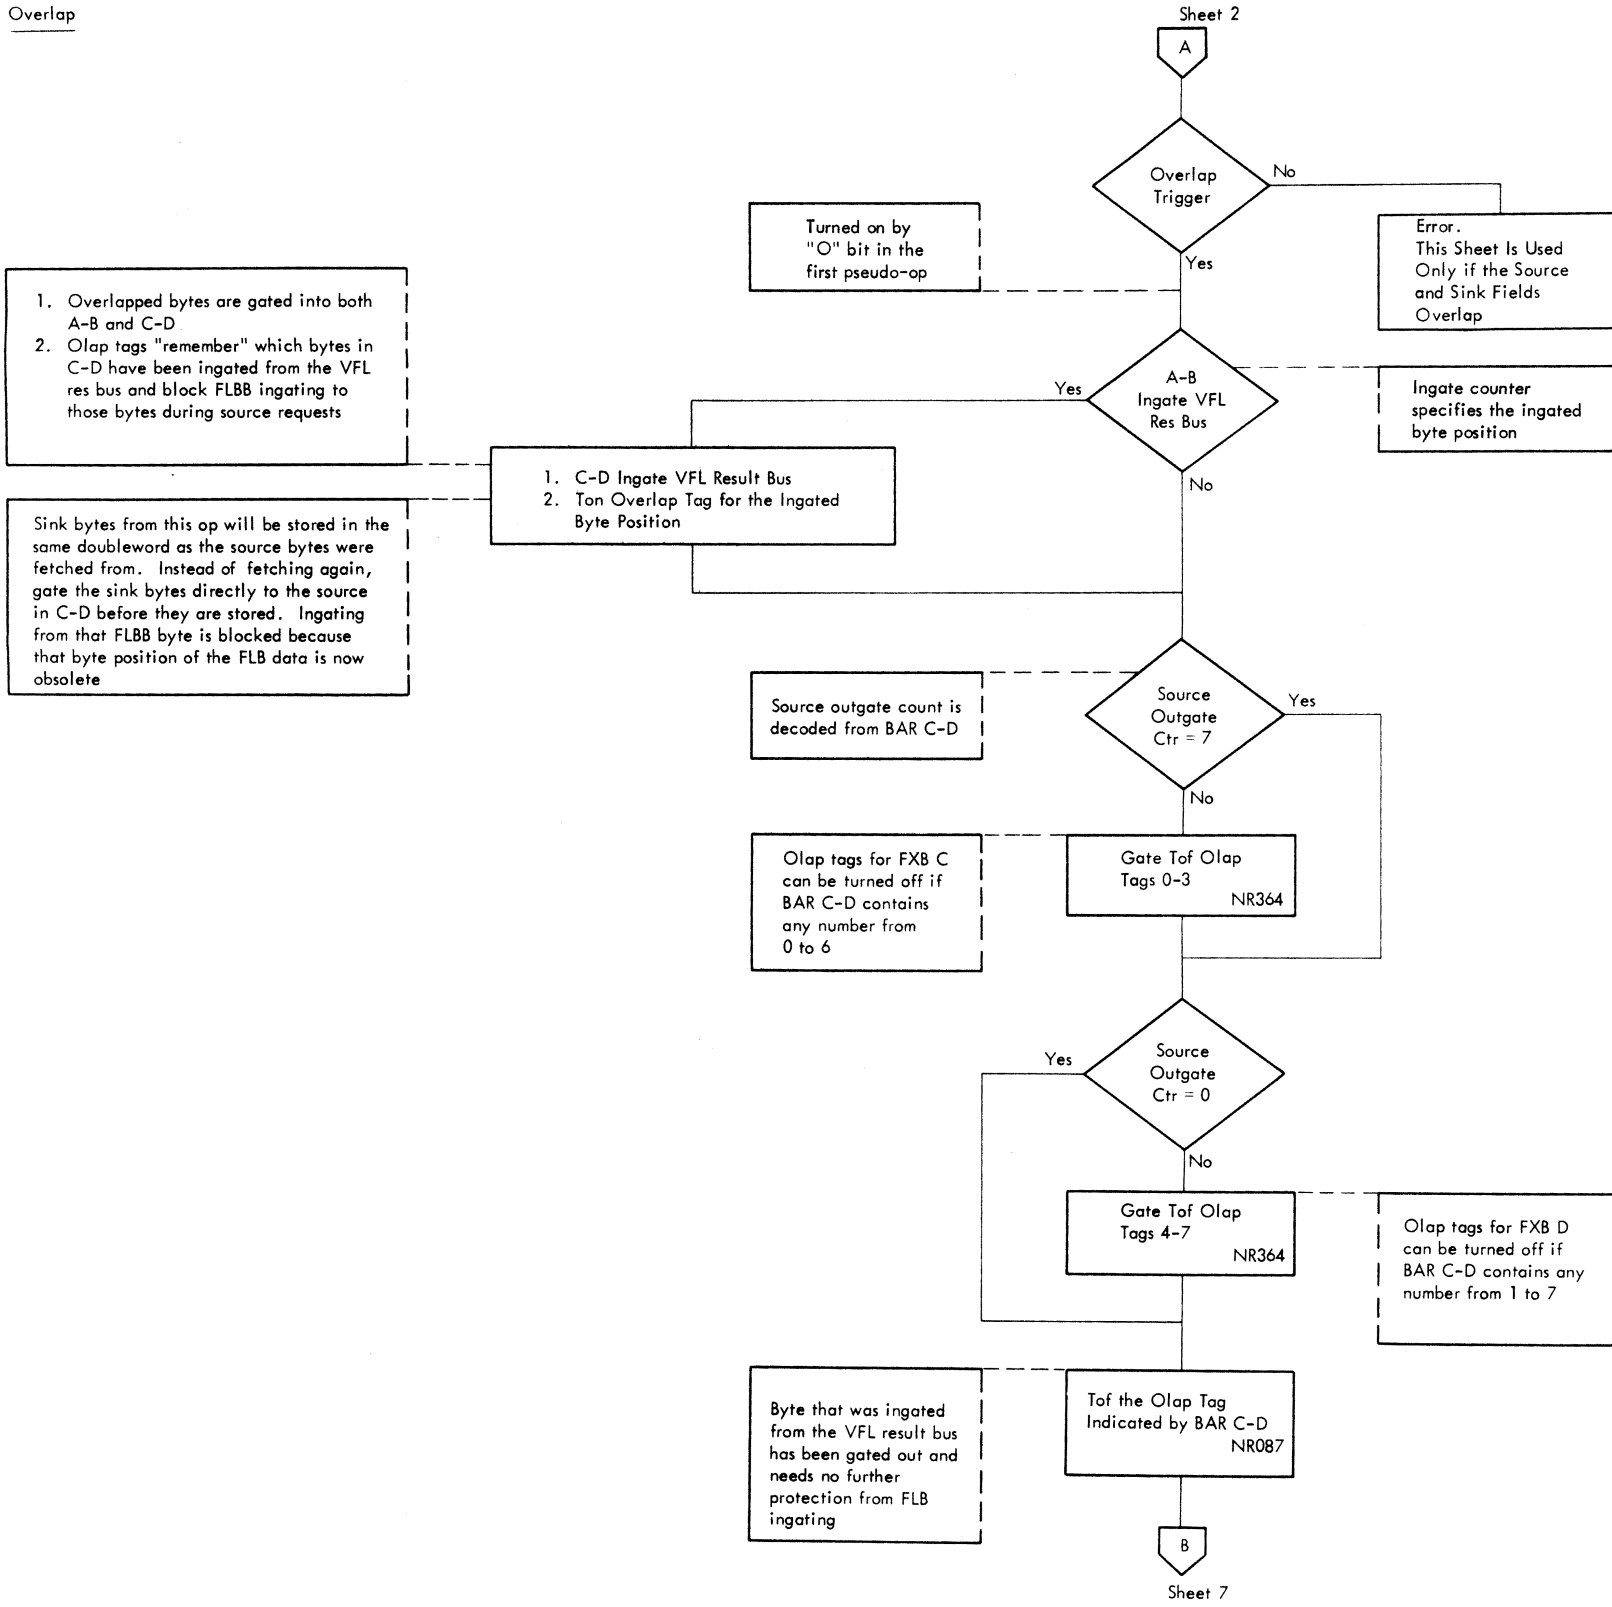 Overlap
Sheet 2
A
Overlap
Trigger
No
Yes
Turned on by
"O" bit in the
first pseudo-op
Error.
This Sheet Is Used
Only if the Source
and Sink Fields
Overlap
1. Overlapped bytes are gated into both
A-B and C-D
2. Olap tags "remember" which bytes in
C-D have been ingated from the VFL
res bus and block FLBB ingating to
those bytes during source requests
A-B
Ingate VFL
Res Bus
Yes
No
Ingate counter
specifies the ingated
byte position
1. C-D Ingate VFL Result Bus
2. Ton Overlap Tag for the Ingated
Byte Position
Sink bytes from this op will be stored in the
same doubleword as the source bytes were
fetched from. Instead of fetching again,
gate the sink bytes directly to the source
in C-D before they are stored. Ingating
from that FLBB byte is blocked because
that byte position of the FLB data is now
obsolete
Source outgate count is
decoded from BAR C-D
Source
Outgate
Ctr = 7
Yes
No
Olap tags for FXB C
can be turned off if
BAR C-D contains
any number from
0 to 6
Gate Tof Olap
Tags 0-3
NR364
Source
Outgate
Ctr = 0
Yes
No
Gate Tof Olap
Tags 4-7
NR364
Olap tags for FXB D
can be turned off if
BAR C-D contains any
number from 1 to 7
Byte that was ingated
from the VFL result bus
has been gated out and
needs no further
protection from FLB
ingating
Tof the Olap Tag
Indicated by BAR C-D
NR087
B
Sheet 7